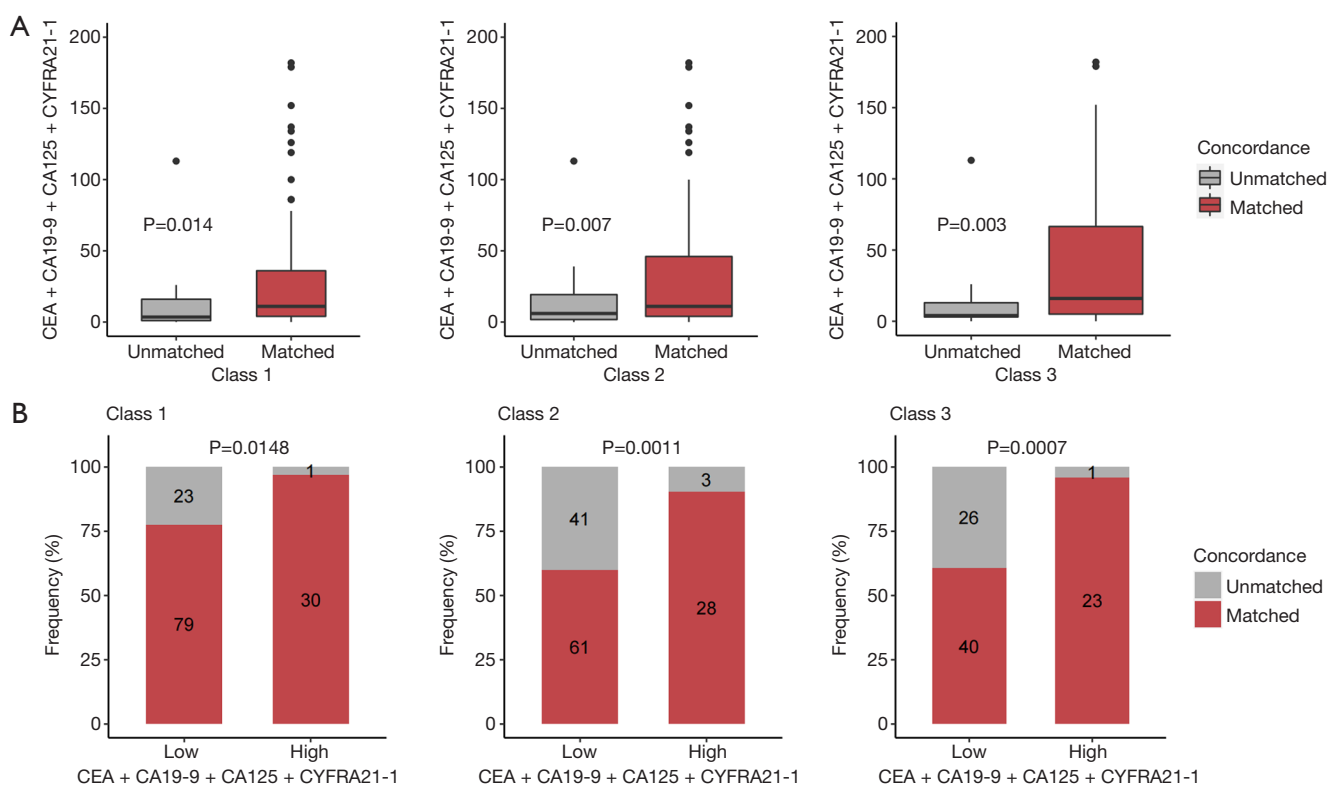 A
CEA + CA19-9 + CA125 + CYFRA21-1
200
150
100
50
0
P=0.014
Unmatched
Matched
Class 1
CEA + CA19-9 + CA125 + CYFRA21-1
200
150
100
50
0
P=0.007
Unmatched
Matched
Class 2
CEA + CA19-9 + CA125 + CYFRA21-1
200
150
100
50
0
P=0.003
Unmatched
Matched
Class 3
Concordance
Unmatched
Matched
B
Class 1
P=0.0148
Frequency (%)
100
75
50
25
0
23
79
1
30
Low
High
CEA + CA19-9 + CA125 + CYFRA21-1
Class 2
P=0.0011
Frequency (%)
100
75
50
25
0
41
61
3
28
Low
High
CEA + CA19-9 + CA125 + CYFRA21-1
Class 3
P=0.0007
Frequency (%)
100
75
50
25
0
26
40
1
23
Low
High
CEA + CA19-9 + CA125 + CYFRA21-1
Concordance
Unmatched
Matched